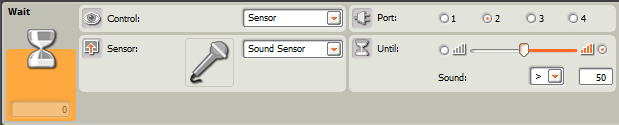 Wait
Control: Sensor
Port: 1 2 3 4
Sensor: Sound Sensor
Until:
Sound: > 50
0